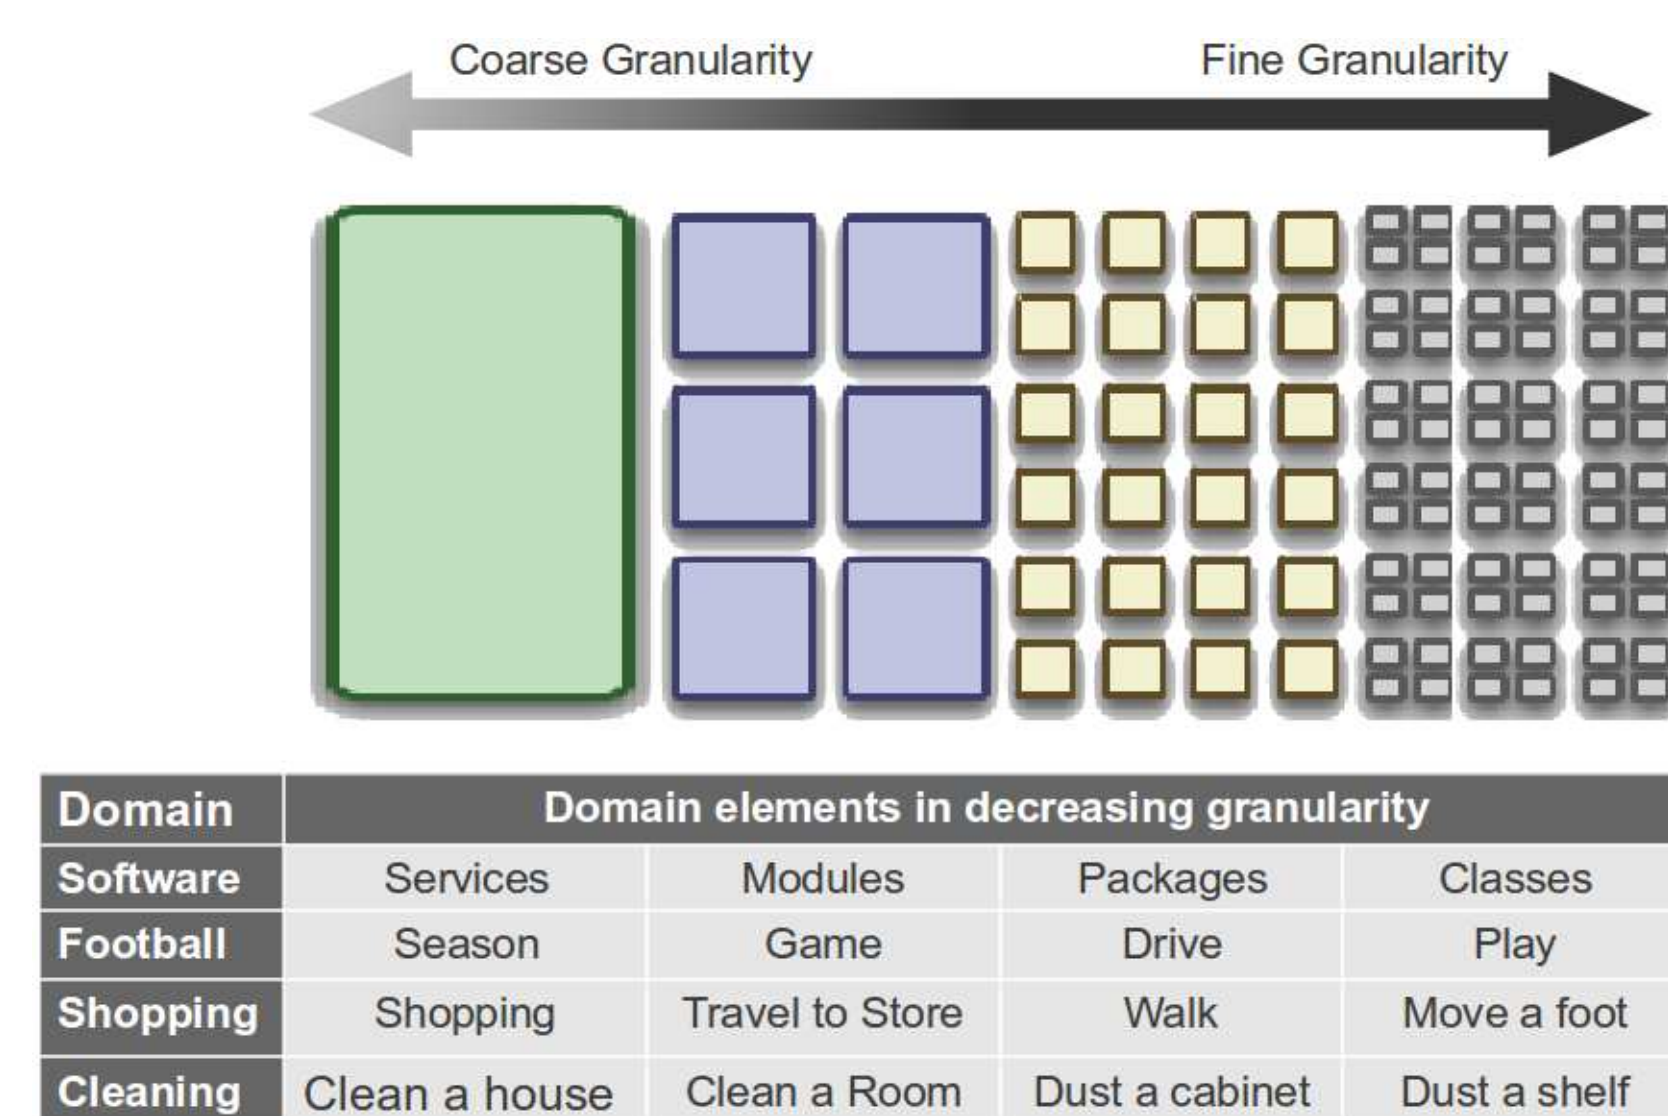 Coarse Granularity Fine Granularity
Domain Domain elements in decreasing granularity
Software Services Modules Packages Classes
Football Season Game Drive Play
Shopping Shopping Travel to Store Walk Move a foot
Cleaning Clean a house Clean a Room Dust a cabinet Dust a shelf